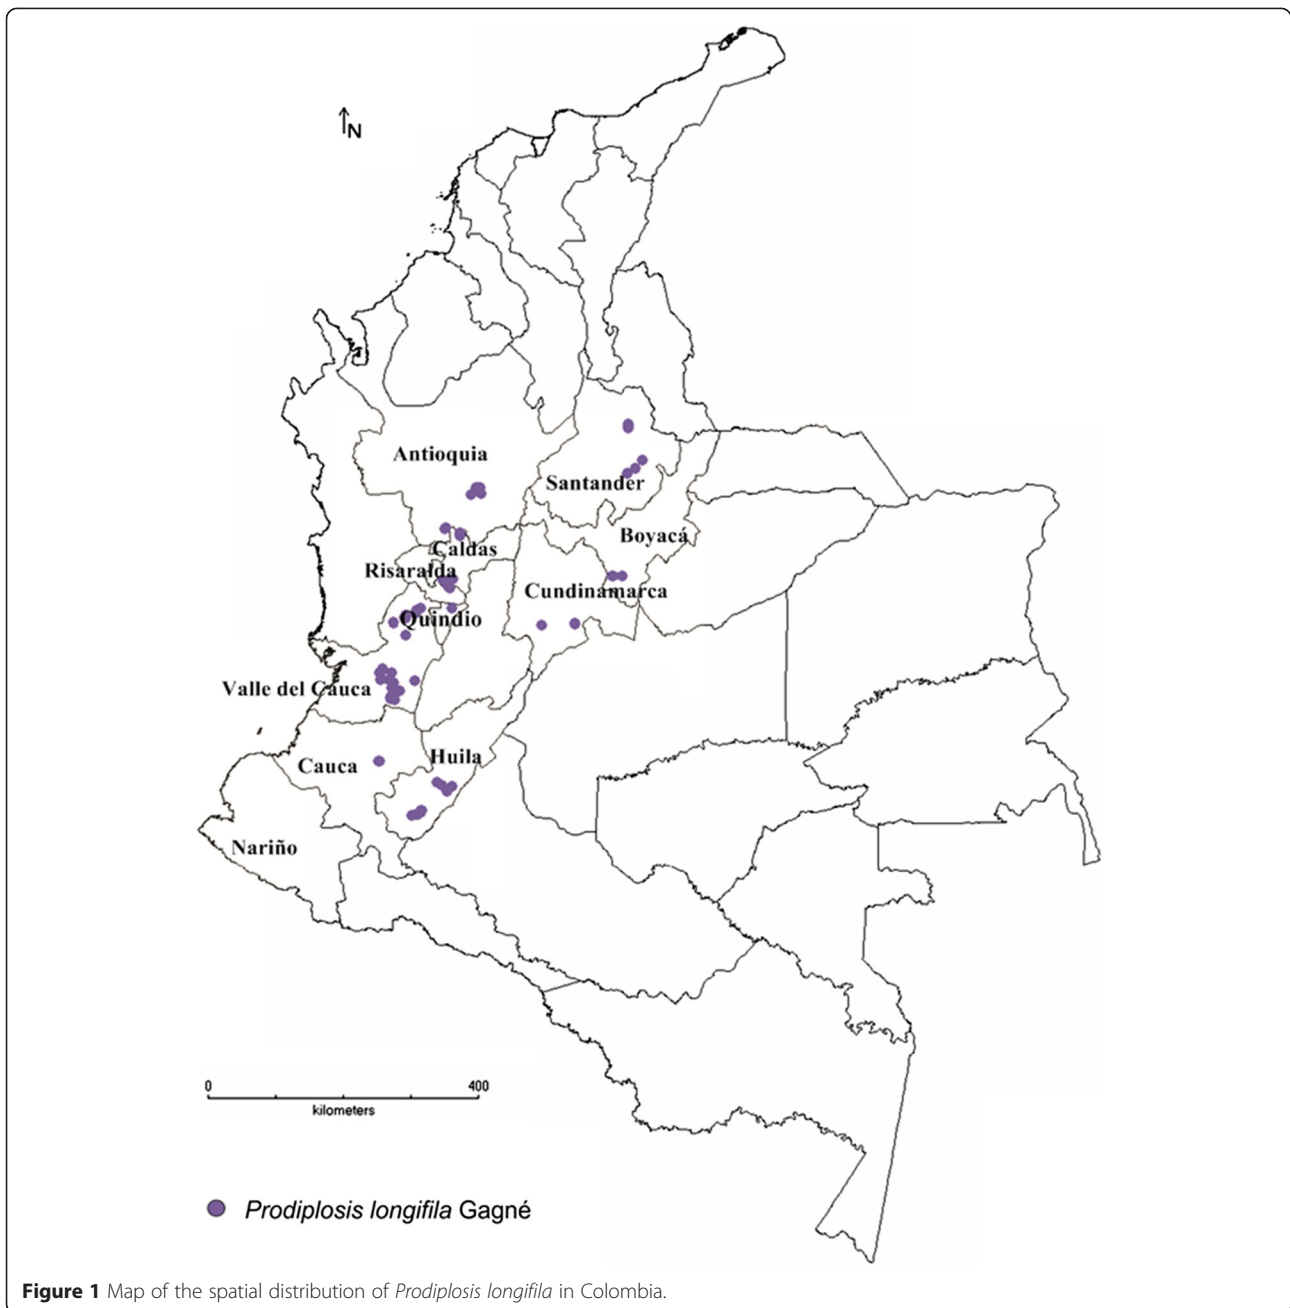 N
Antioquia
Santander
Boyacá
Caldas
Risaralda
Cundinamarca
Quindio
Valle del Cauca
Huila
Cauca
Nariño
0 400
kilometers
Prodiplosis longifila Gagné
Figure 1 Map of the spatial distribution of Prodiplosis longifila in Colombia.